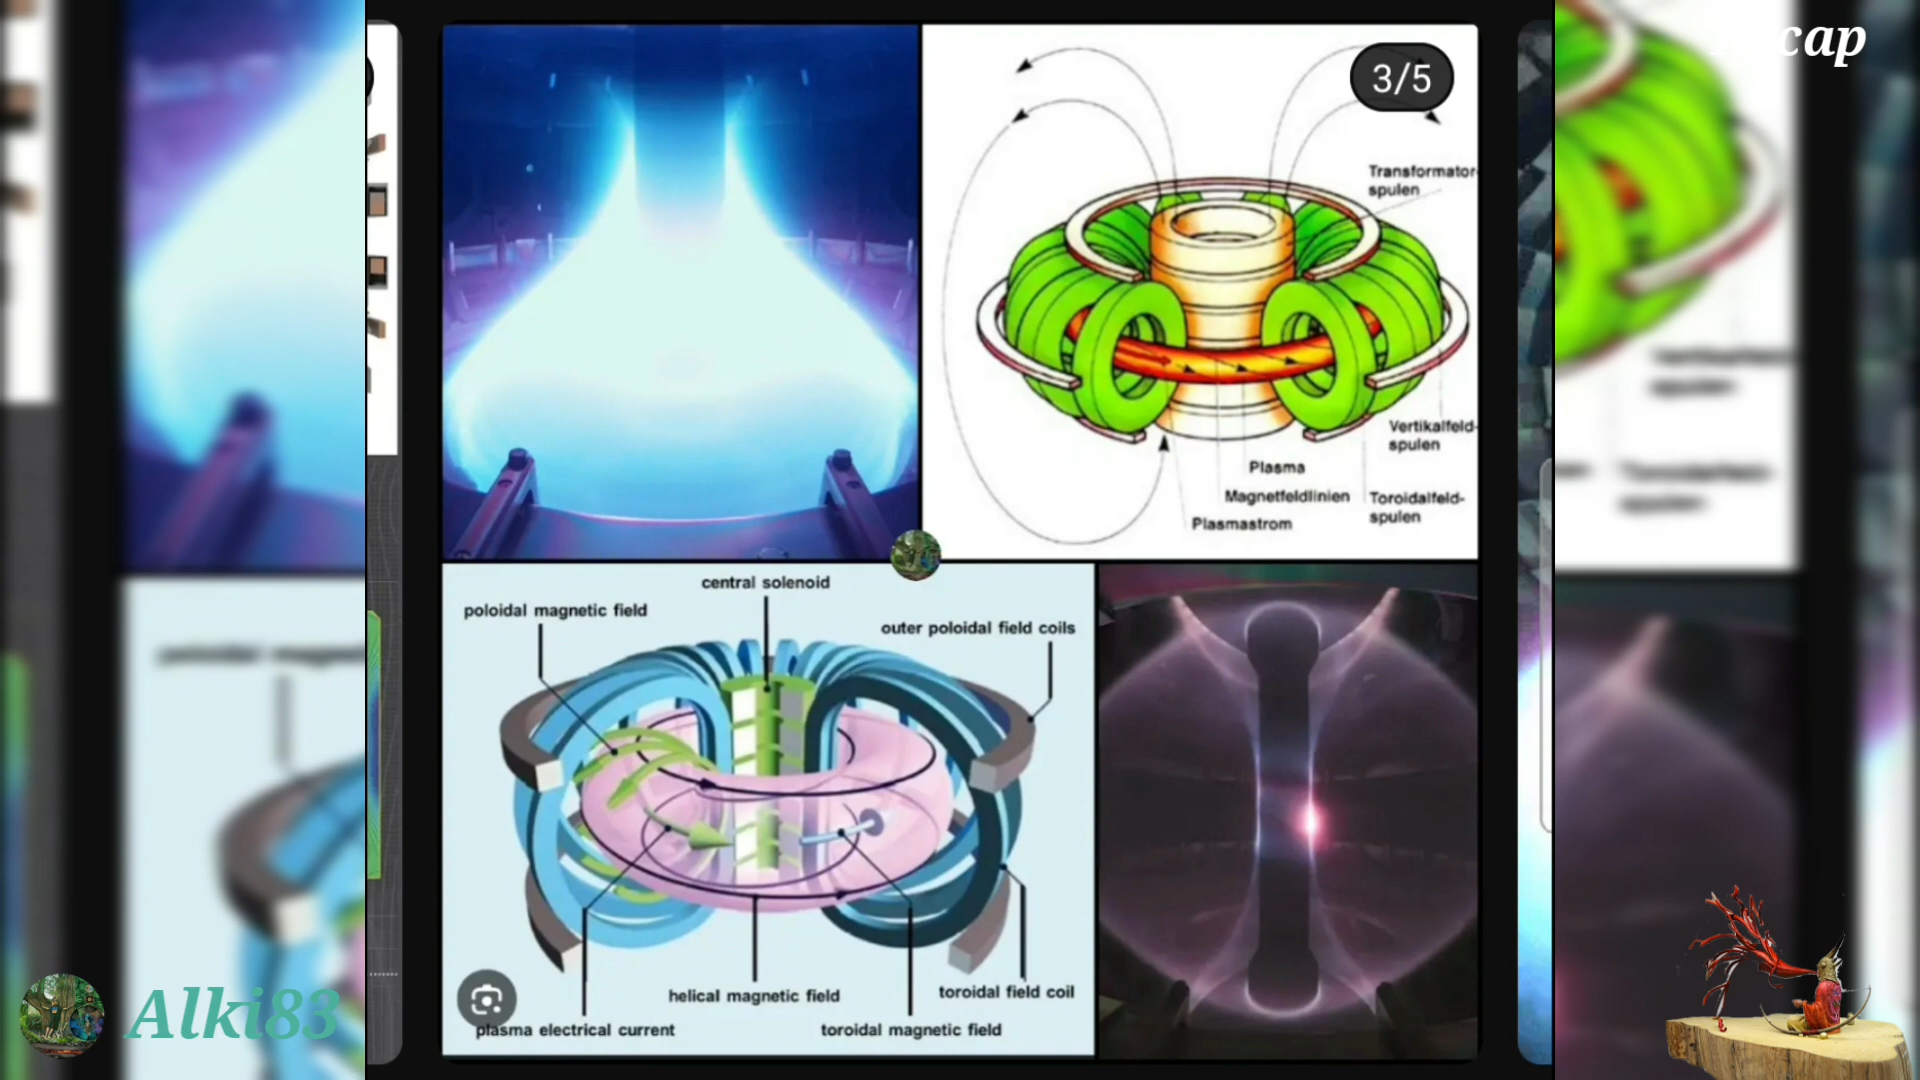 cap
3/5
Transformator-
spulen
Vertikalfeld-
spulen
Plasma
Magnetfeldlinien
Toroidalfeld-
spulen
Plasmastrom
central solenoid
poloidal magnetic field
outer poloidal field coils
helical magnetic field
toroidal field coil
plasma electrical current
toroidal magnetic field
Alki83